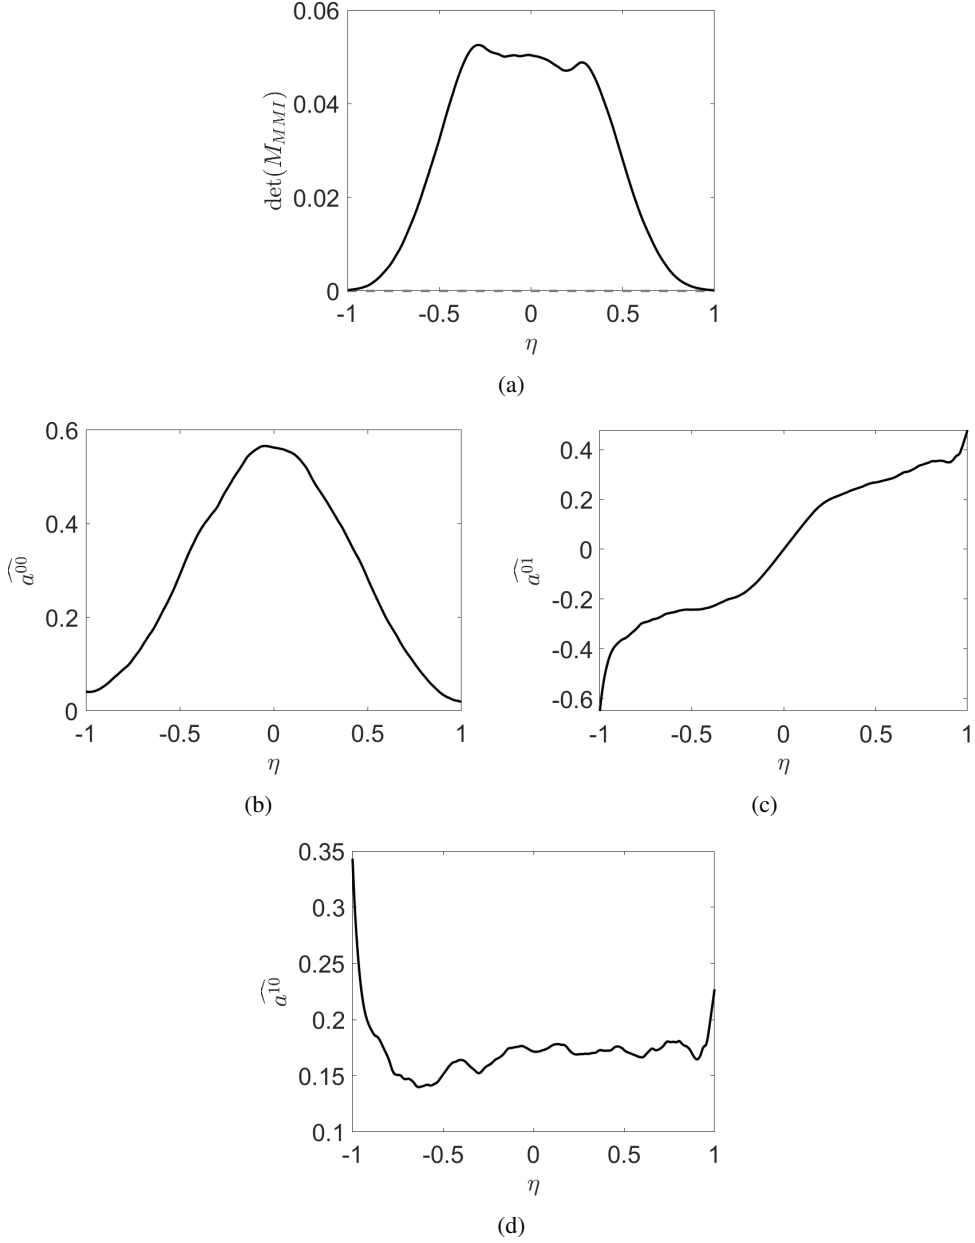 0.06
0.04
0.02
0
det(M_{MMI})
-1 -0.5 0 0.5 1
η
(a)
0.6
0.4
0.2
0
\widehat{a^{00}}
-1 -0.5 0 0.5 1
η
(b)
0.4
0.2
0
-0.2
-0.4
-0.6
\widehat{a^{01}}
-1 -0.5 0 0.5 1
η
(c)
0.35
0.3
0.25
0.2
0.15
0.1
\widehat{a^{10}}
-1 -0.5 0 0.5 1
η
(d)